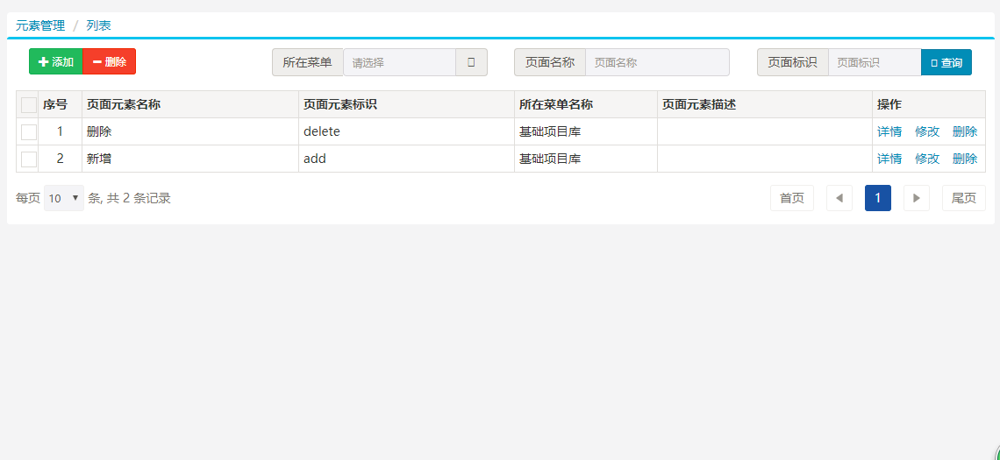 元素管理 / 列表
添加 删除 所在菜单 请选择 页面名称 页面名称 页面标识 页面标识 查询
序号 页面元素名称 页面元素标识 所在菜单名称 页面元素描述 操作
1 删除 delete 基础项目库 详情 修改 删除
2 新增 add 基础项目库 详情 修改 删除
每页 10 条, 共 2 条记录 首页 1 尾页